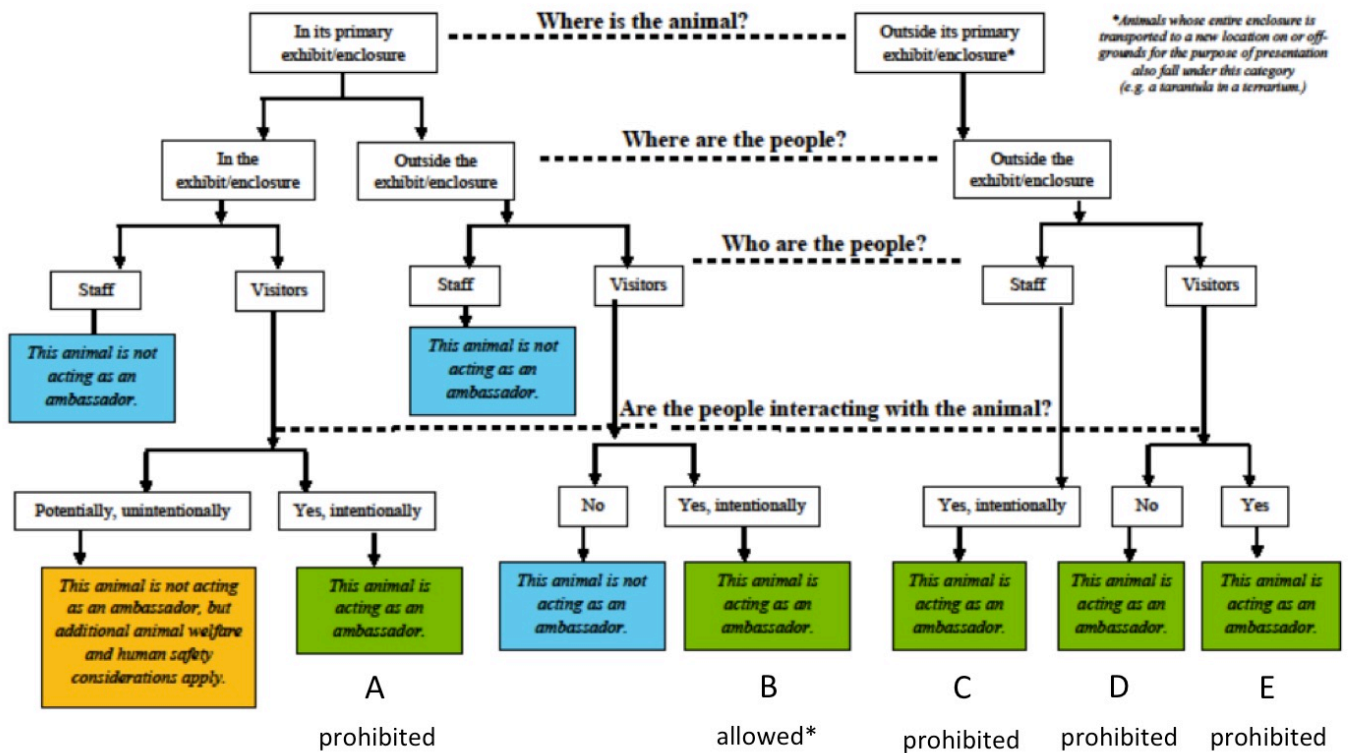 Where is the animal?
In its primary
exhibit/enclosure
Outside its primary
exhibit/enclosure*
*Animals whose entire enclosure is
transported to a new location on or off-
grounds for the purpose of presentation
also fall under this category
(e.g. a tarantula in a terrarium.)
Where are the people?
In the
exhibit/enclosure
Outside the
exhibit/enclosure
Outside the
exhibit/enclosure
Who are the people?
Staff
Visitors
Staff
Visitors
Staff
Visitors
This animal is not
acting as an
ambassador.
This animal is not
acting as an
ambassador.
Are the people interacting with the animal?
Potentially, unintentionally
Yes, intentionally
No
Yes, intentionally
Yes, intentionally
No
Yes
This animal is not acting
as an ambassador, but
additional animal welfare
and human safety
considerations apply.
This animal is
acting as an
ambassador.
This animal is not
acting as an
ambassador.
This animal is
acting as an
ambassador.
This animal is
acting as an
ambassador.
This animal is
acting as an
ambassador.
This animal is
acting as an
ambassador.
A
B
C
D
E
prohibited
allowed*
prohibited
prohibited
prohibited